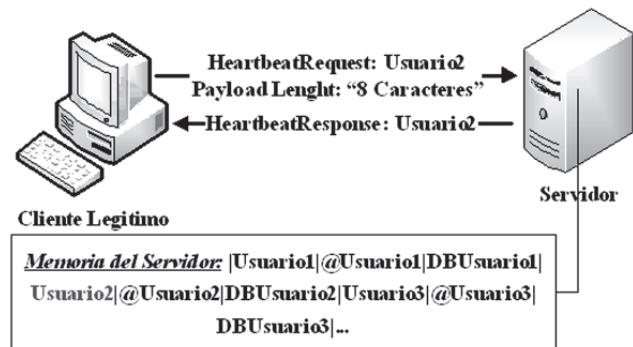 HeartbeatRequest: Usuario2
Payload Lenght: “8 Caracteres”
HeartbeatResponse: Usuario2
Servidor
Cliente Legitimo
Memoria del Servidor: |Usuario1|@Usuario1|DBUsuario1|
Usuario2|@Usuario2|DBUsuario2|Usuario3|@Usuario3|
DBUsuario3|...